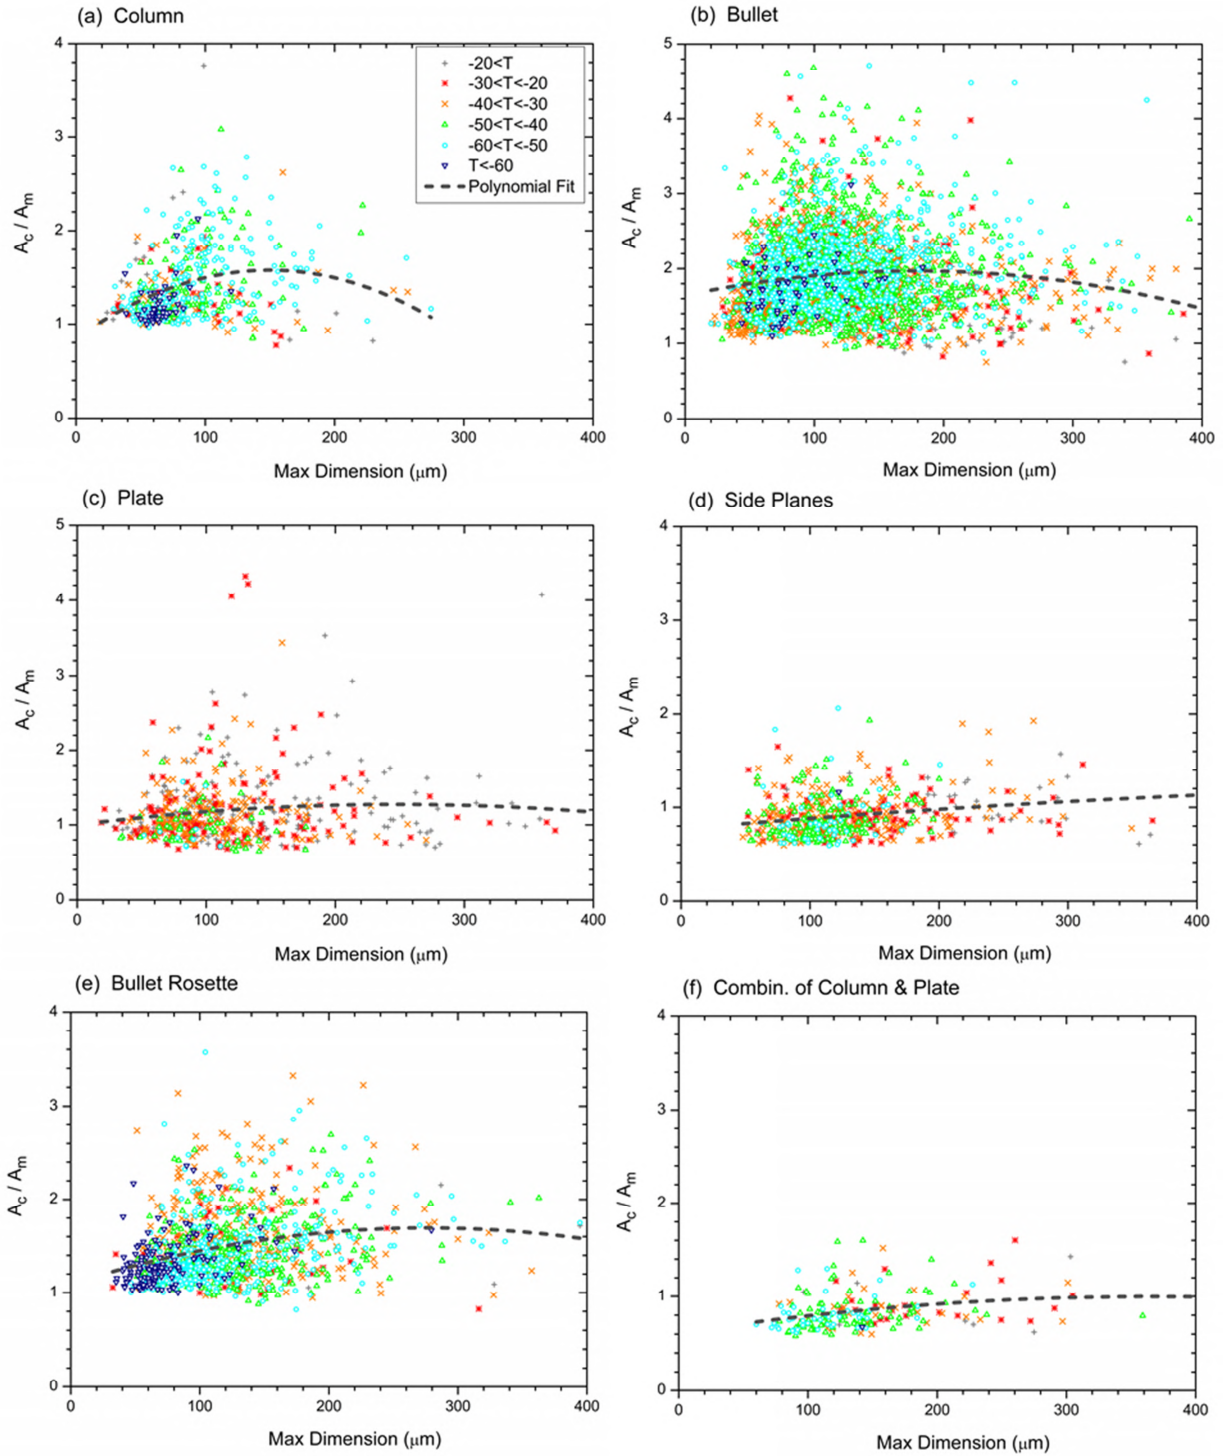 (a) Column
4
3
2
1
0
A_c / A_m
-20<T
-30<T<-20
-40<T<-30
-50<T<-40
-60<T<-50
T<-60
Polynomial Fit
0 100 200 300 400
Max Dimension (μm)
(b) Bullet
5
4
3
2
1
0
A_c / A_m
0 100 200 300 400
Max Dimension (μm)
(c) Plate
5
4
3
2
1
0
A_c / A_m
0 100 200 300 400
Max Dimension (μm)
(d) Side Planes
4
3
2
1
0
A_c / A_m
0 100 200 300 400
Max Dimension (μm)
(e) Bullet Rosette
4
3
2
1
0
A_c / A_m
0 100 200 300 400
Max Dimension (μm)
(f) Combin. of Column & Plate
4
3
2
1
0
A_c / A_m
0 100 200 300 400
Max Dimension (μm)